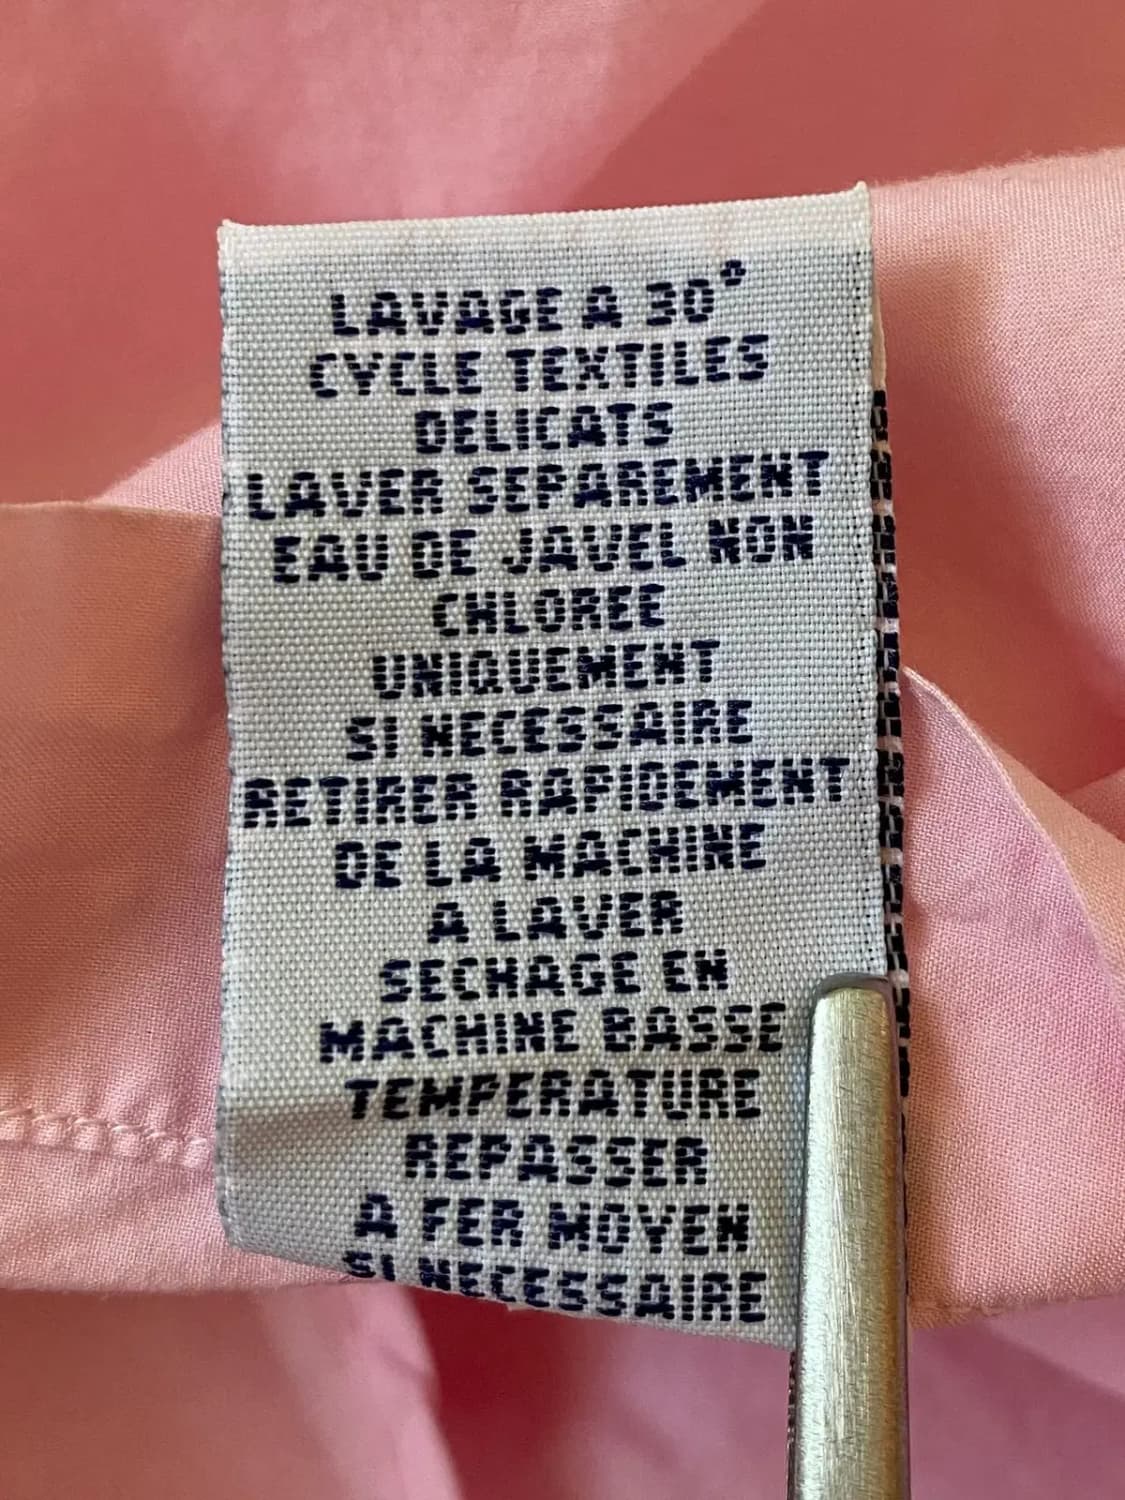 LAVAGE A 30°
CYCLE TEXTILES
DELICATS
LAVER SEPAREMENT
EAU DE JAVEL NON
CHLOREE
UNIQUEMENT
SI NECESSAIRE
RETIRER RAPIDEMENT
DE LA MACHINE
A LAVER
SECHAGE EN
MACHINE BASSE
TEMPERATURE
REPASSER
A FER MOYEN
SI NECESSAIRE